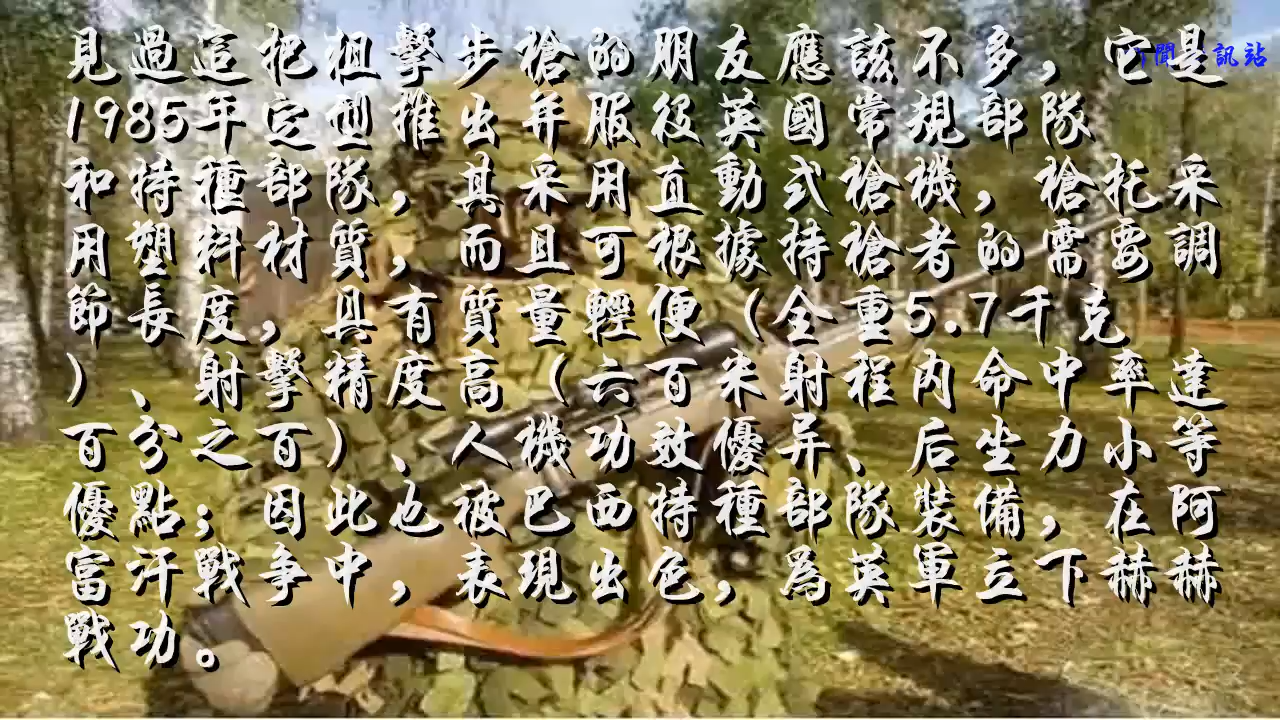 見過這把狙擊步槍的朋友應該不多，它是
1985年定型推出并服役英國常規部隊
和持種部隊，其采用直動式槍機，槍托采
用塑料材質，而且可根據持槍者的需要調
節長度，具有質量輕便（全重5.7千克
）、射擊精度高（六百米射程內命中率達
百分之百）、人機功效優异、后坐力小等
優點；因此也被巴西特種部隊裝備，在阿
富汗戰争中，表現出色，爲英軍立下赫赫
戰功。
聞 訊站